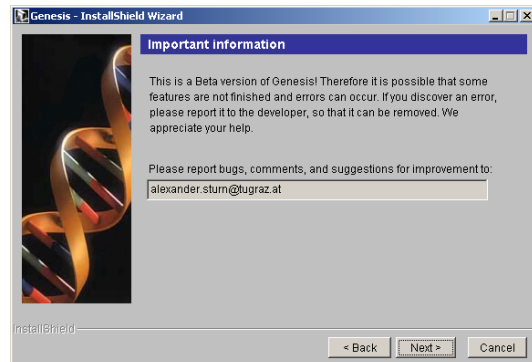 Genesis - InstallShield Wizard
Important information
This is a Beta version of Genesis! Therefore it is possible that some
features are not finished and errors can occur. If you discover an error,
please report it to the developer, so that it can be removed. We
appreciate your help.
Please report bugs, comments, and suggestions for improvement to:
alexander.sturn@tugraz.at
InstallShield
< Back
Next >
Cancel